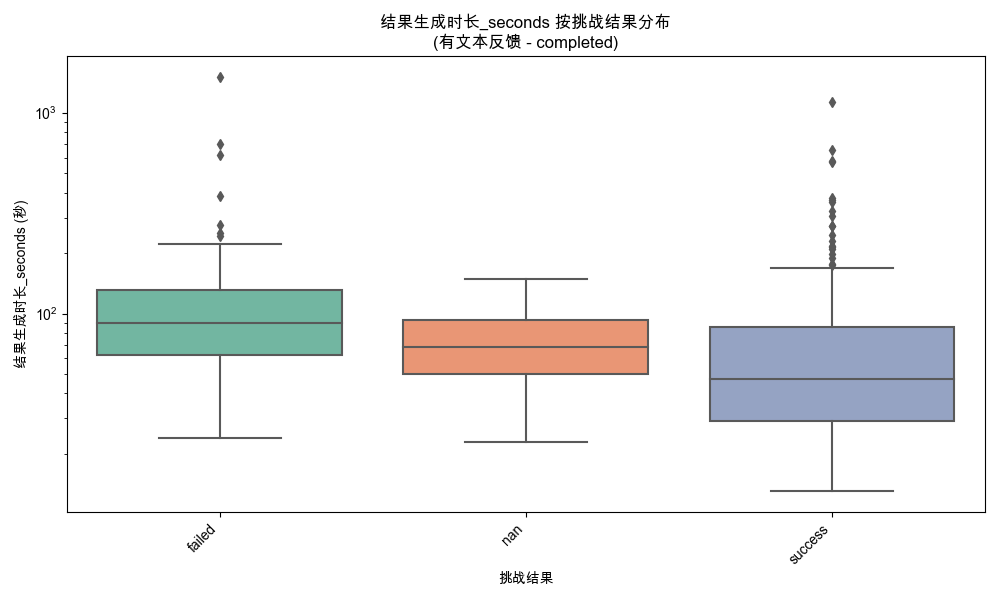 结果生成时长_seconds 按挑战结果分布
(有文本反馈 - completed)
结果生成时长_seconds (秒)
10³
10²
failed
nan
success
挑战结果